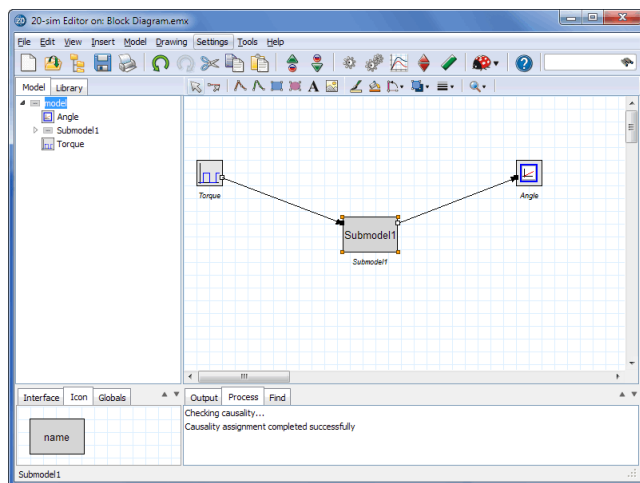 20 20-sim Editor on: Block Diagram.emx
File Edit View Insert Model Drawing Settings Tools Help
A
Model Library
model
Angle
Submodel1
Torque
Torque
Angle
Submodel1
Submodel1
Interface Icon Globals
Output Process Find
name
Checking causality...
Causality assignment completed successfully
Submodel1